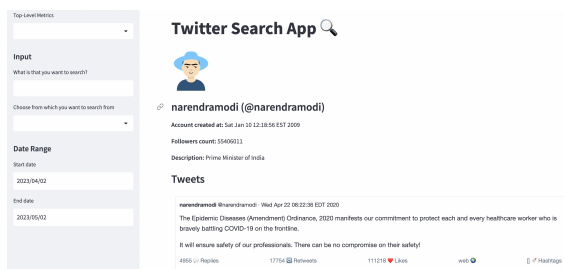 Top-Level Metrics
Input
What is that you want to search?
Choose from which you want to search from
Date Range
Start date
2023/04/02
End date
2023/05/02
Twitter Search App
narendramodi (@narendramodi)
Account created at: Sat Jan 10 12:18:56 EST 2009
Followers count: 55406011
Description: Prime Minister of India
Tweets
narendramodi @narendramodi · Wed Apr 22 08:22:36 EDT 2020
The Epidemic Diseases (Amendment) Ordinance, 2020 manifests our commitment to protect each and every healthcare worker who is
bravely battling COVID-19 on the frontline.
It will ensure safety of our professionals. There can be no compromise on their safety!
4955 Replies 17754 Retweets 111218 Likes web [] Hashtags